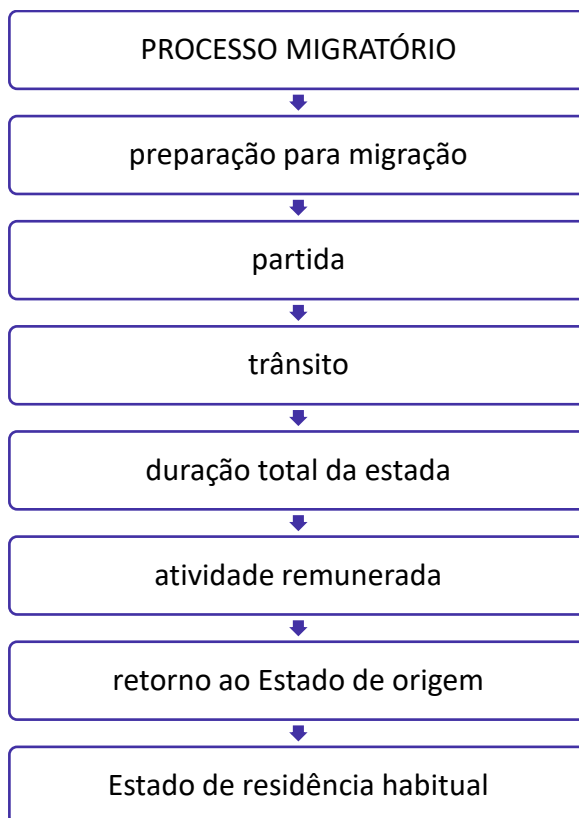 PROCESSO MIGRATÓRIO
preparação para migração
partida
trânsito
duração total da estada
atividade remunerada
retorno ao Estado de origem
Estado de residência habitual